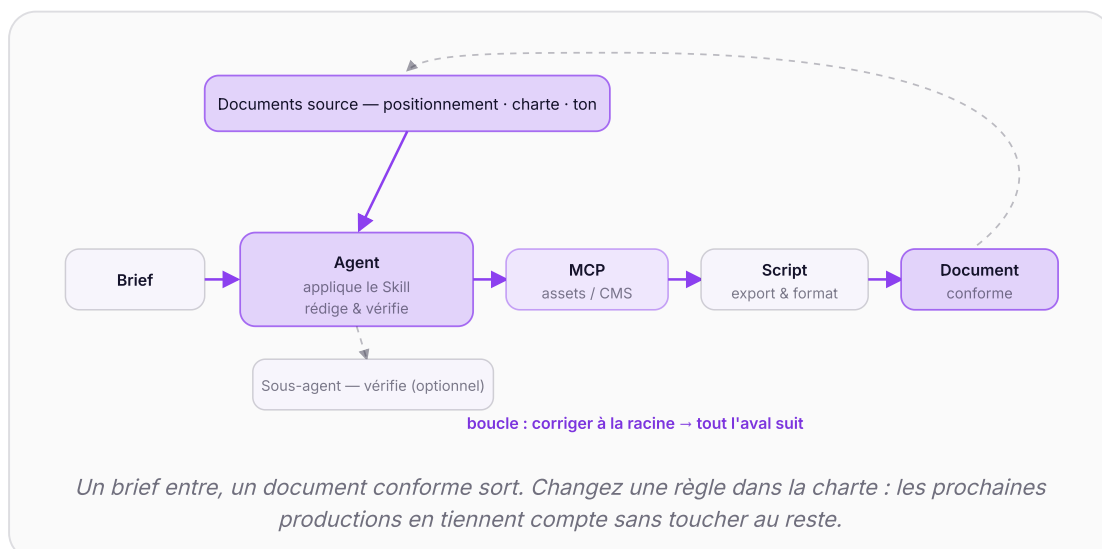 Documents source — positionnement · charte · ton
Brief
Agent
applique le Skill
rédige & vérifie
MCP
assets / CMS
Script
export & format
Document
conforme
Sous-agent — vérifie (optionnel)
boucle : corriger à la racine → tout l'aval suit
Un brief entre, un document conforme sort. Changez une règle dans la charte : les prochaines
productions en tiennent compte sans toucher au reste.